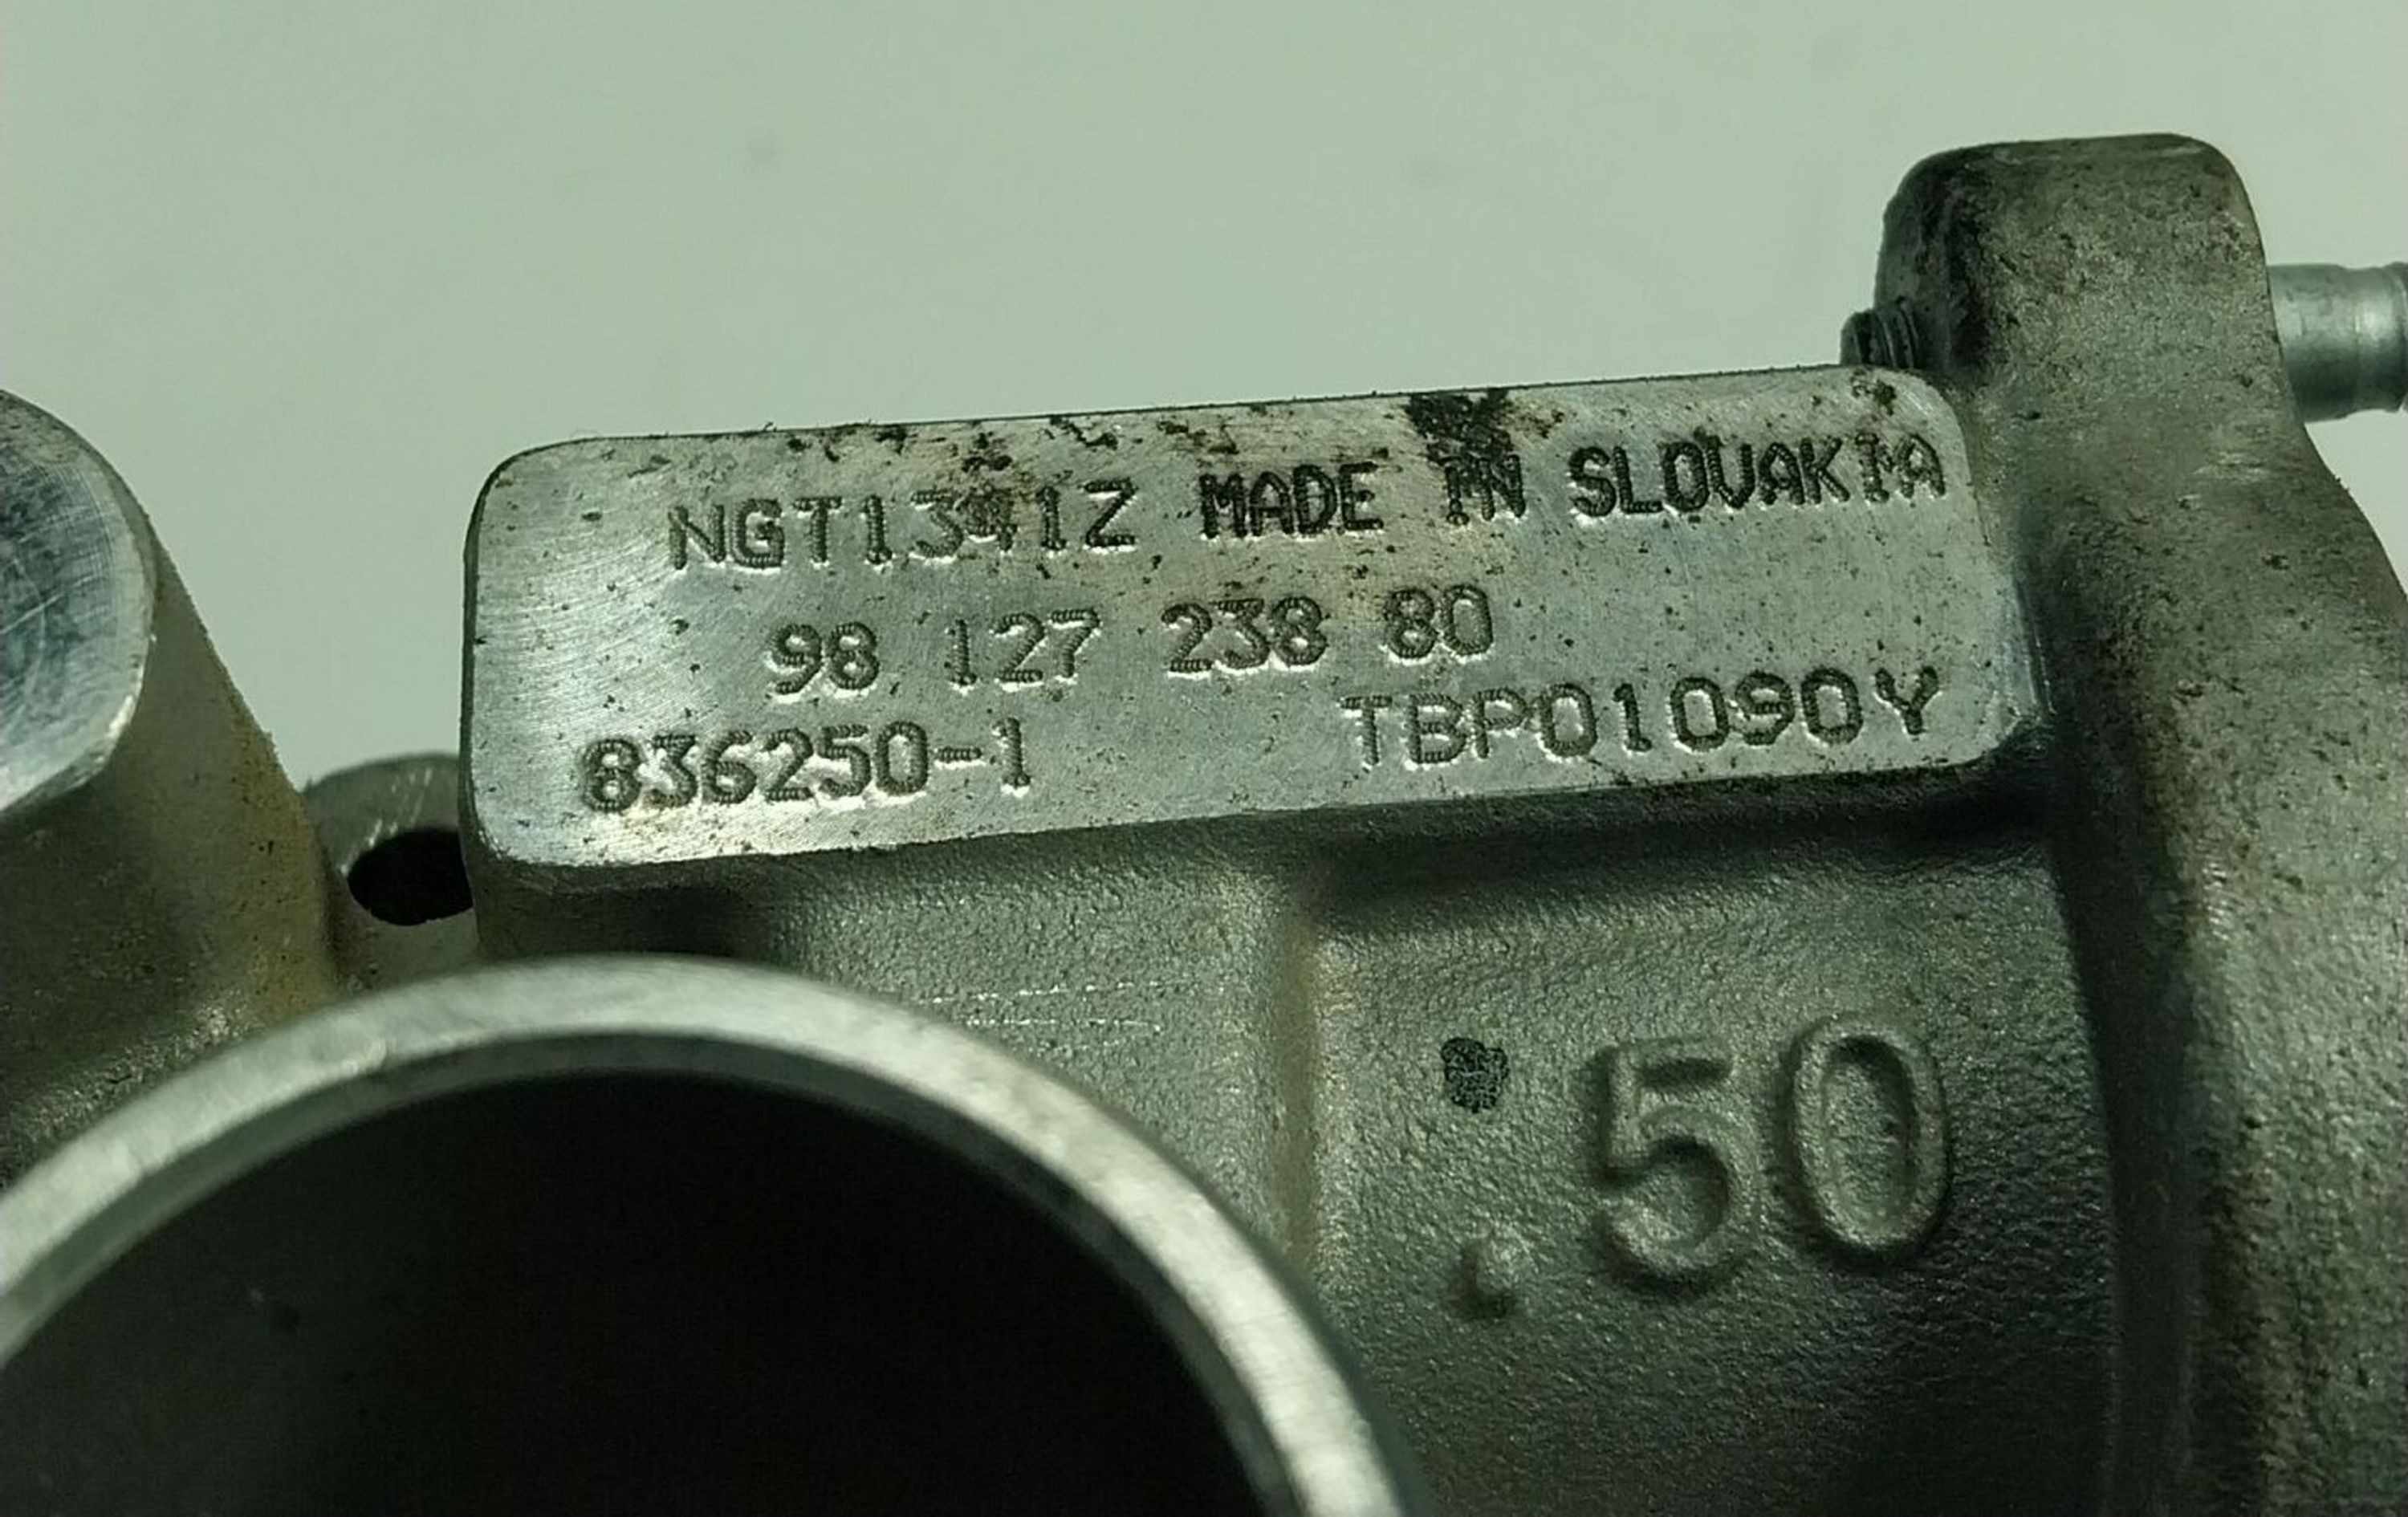 NGT1341Z MADE IN SLOVAKIA
98 127 238 80
836250-1 TBP01090Y
.50